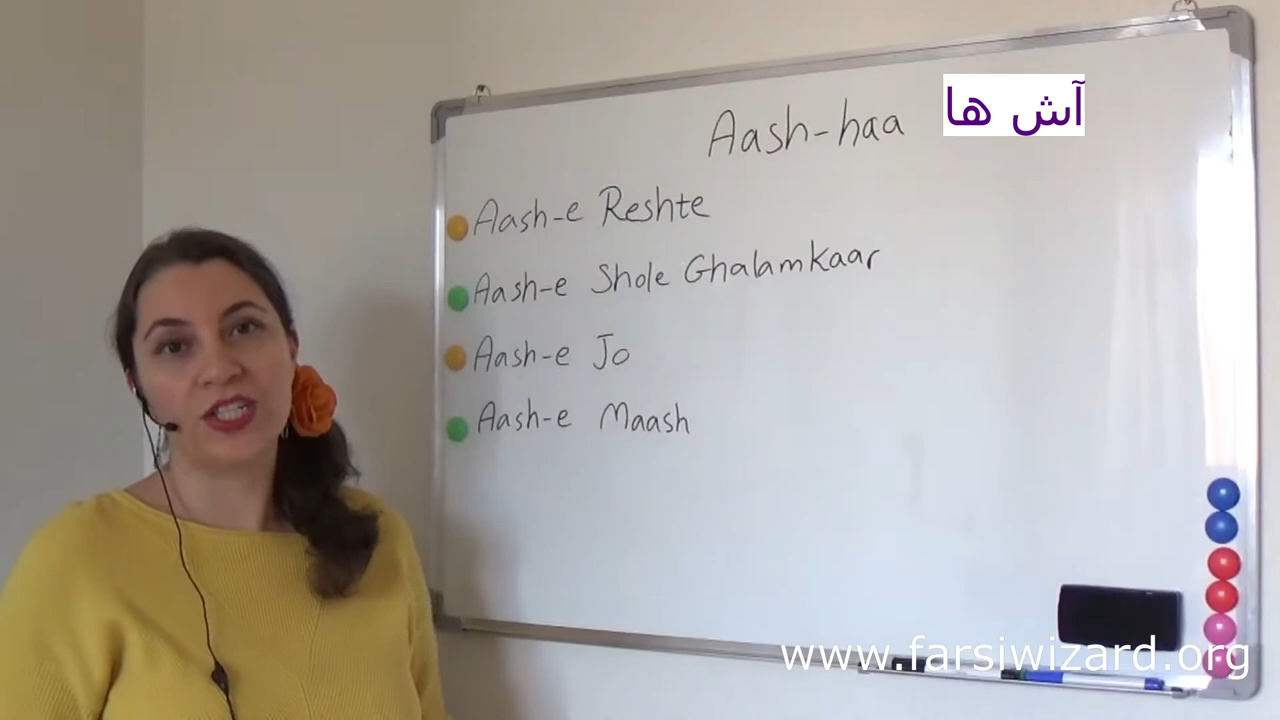 Aash-haa آش ها
Aash-e Reshte
Aash-e Shole Ghalamkaar
Aash-e Jo
Aash-e Maash
www.farsiwizard.org